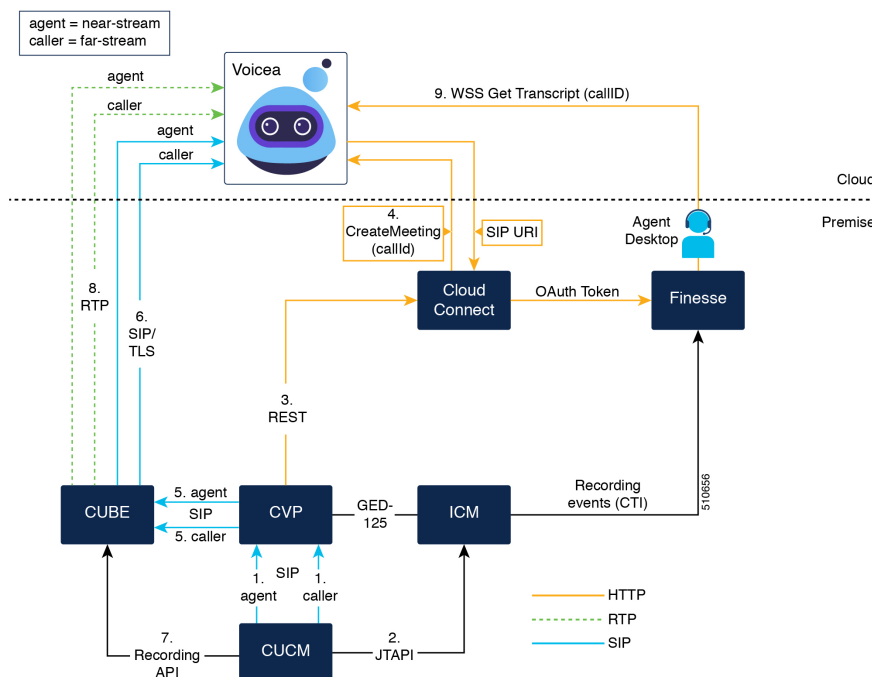 agent = near-stream
caller = far-stream
Voicea
agent
caller
agent
caller
9. WSS Get Transcript (callID)
Cloud
Premise
4.
CreateMeeting
(callId)
SIP URI
Agent
Desktop
8.
RTP
6.
SIP/
TLS
Cloud
Connect
OAuth Token
Finesse
3.
REST
CUBE
5. agent
SIP
5. caller
CVP
GED-
125
ICM
Recording
events (CTI)
510656
1.
agent
SIP
1.
caller
7.
Recording
API
CUCM
2.
JTAPI
HTTP
RTP
SIP